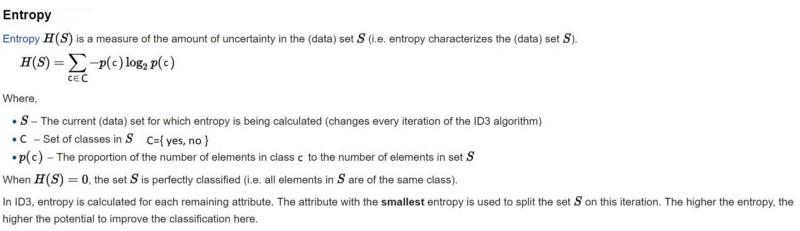 Entropy
Entropy H(S) is a measure of the amount of uncertainty in the (data) set S (i.e. entropy characterizes the (data) set S).
H(S) = ∑ −p(c) log₂ p(c)
c∈C
Where,
• S – The current (data) set for which entropy is being calculated (changes every iteration of the ID3 algorithm)
• C – Set of classes in S C={ yes, no }
• p(c) – The proportion of the number of elements in class c to the number of elements in set S
When H(S) = 0, the set S is perfectly classified (i.e. all elements in S are of the same class).
In ID3, entropy is calculated for each remaining attribute. The attribute with the smallest entropy is used to split the set S on this iteration. The higher the entropy, the
higher the potential to improve the classification here.